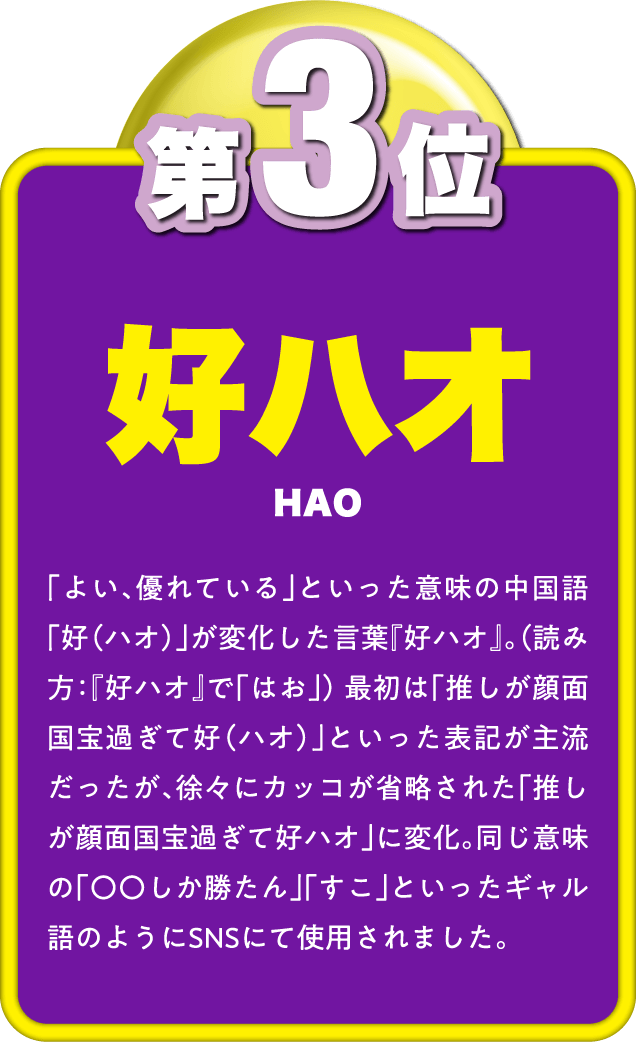 第3位
好ハオ
HAO
「よい、優れている」といった意味の中国語
「好（ハオ）」が変化した言葉『好ハオ』。（読み
方：『好ハオ』で「はお」）最初は「推しが顔面
国宝過ぎて好（ハオ）」といった表記が主流
だったが、徐々にカッコが省略された「推し
が顔面国宝過ぎて好ハオ」に変化。同じ意味
の「〇〇しか勝たん」「すこ」といったギャル
語のようにSNSにて使用されました。